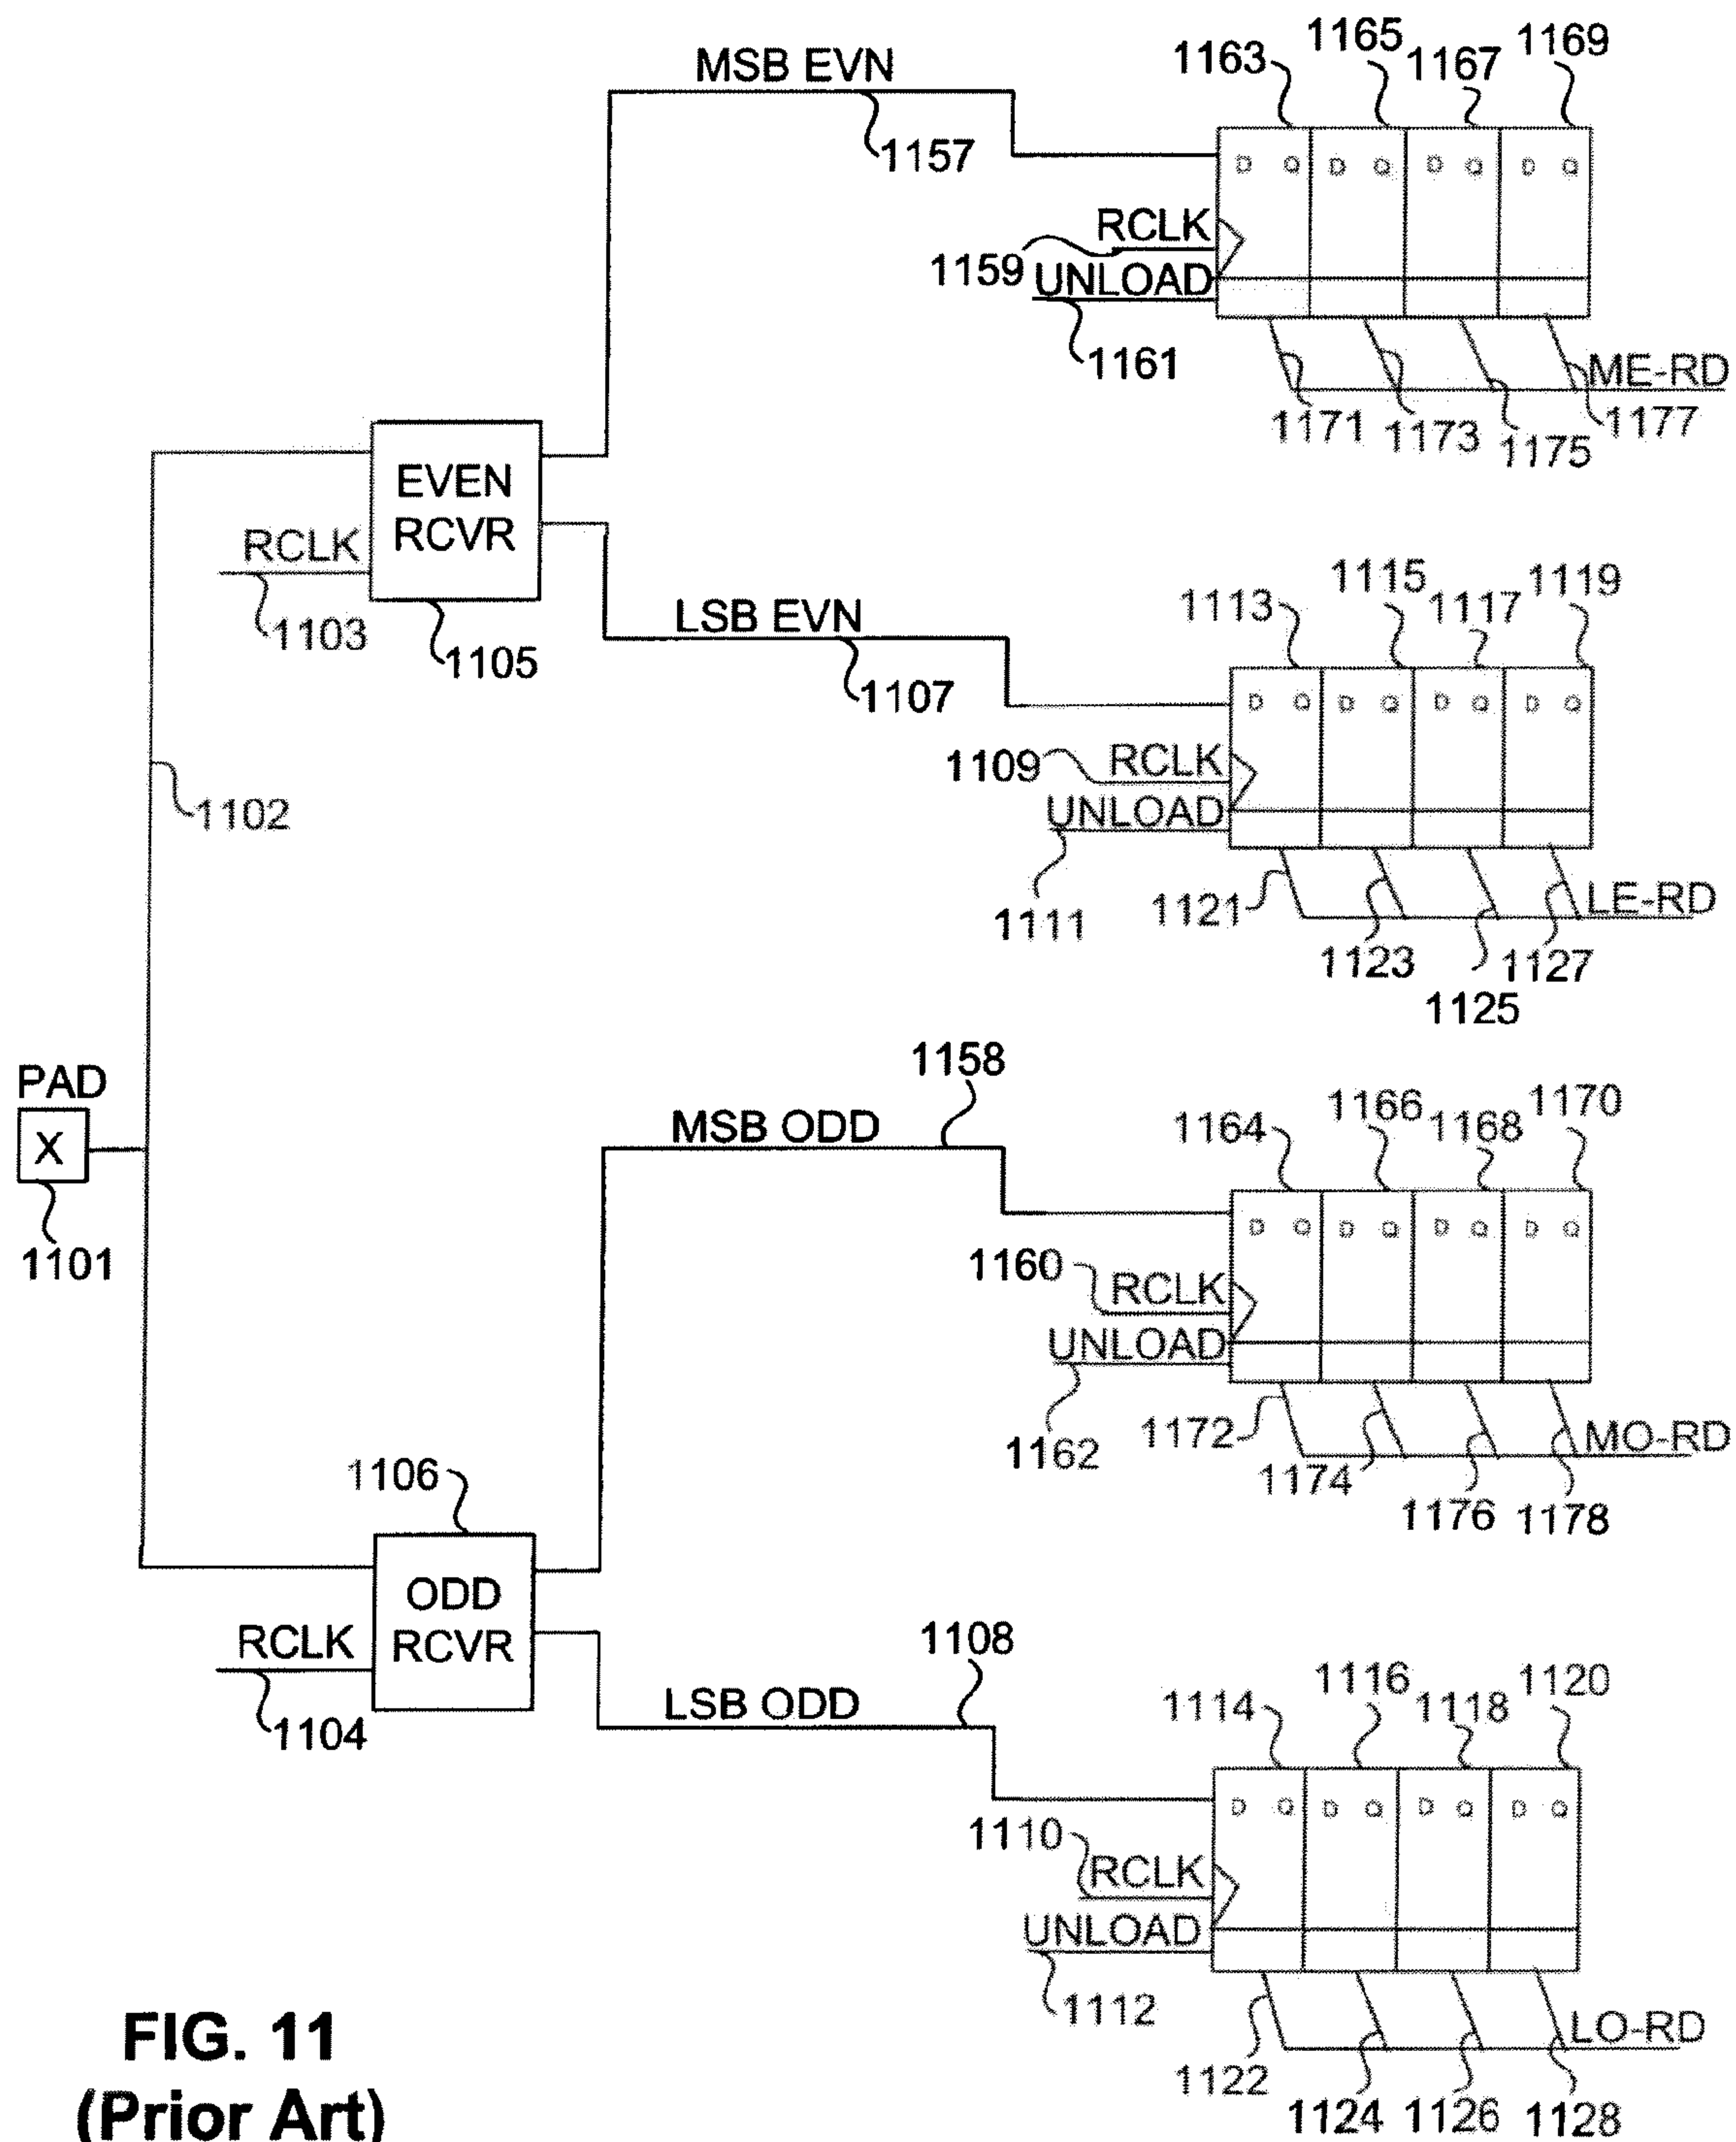 1163 1165 1167 1169
MSB EVN
1157
D Q D Q D Q D Q
RCLK
1159
UNLOAD
1161
ME-RD
1171 1173 1175 1177
EVEN
RCVR
RCLK
1103
1105
LSB EVN
1107
1113 1115 1117 1119
D Q D Q D Q D Q
1109 RCLK
UNLOAD
1111
1121 1123 1125 1127
LE-RD
1102
PAD
X
1101
1158
MSB ODD
1164 1166 1168 1170
D Q D Q D Q D Q
1160
RCLK
UNLOAD
1162
1172 1174 1176 1178
MO-RD
1106
ODD
RCVR
RCLK
1104
1108
LSB ODD
1114 1116 1118 1120
D Q D Q D Q D Q
1110
RCLK
UNLOAD
1112
1122 1124 1126 1128
LO-RD
FIG. 11
(Prior Art)